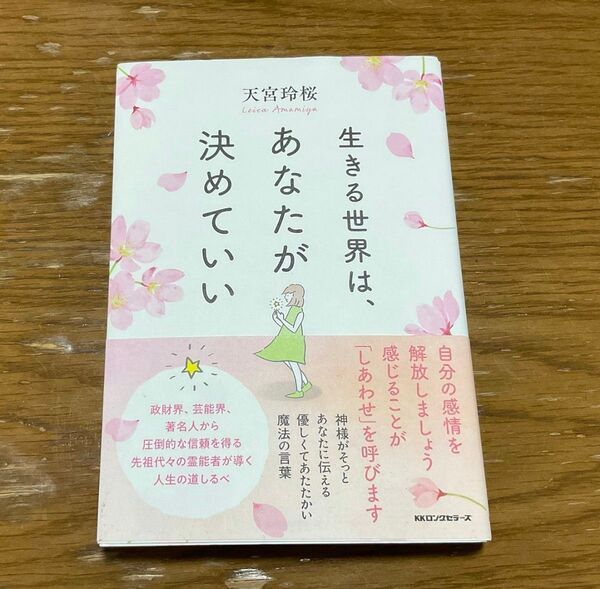 天宮玲桜
Leica Amamiya
生きる世界は、
あなたが
決めていい
自分の感情を
解放しましょう
感じることが
「しあわせ」を呼びます
神様がそっと
あなたに伝える
優しくてあたたかい
魔法の言葉
政財界、芸能界、
著名人から
圧倒的な信頼を得る
先祖代々の霊能者が導く
人生の道しるべ
KKロングセラーズ